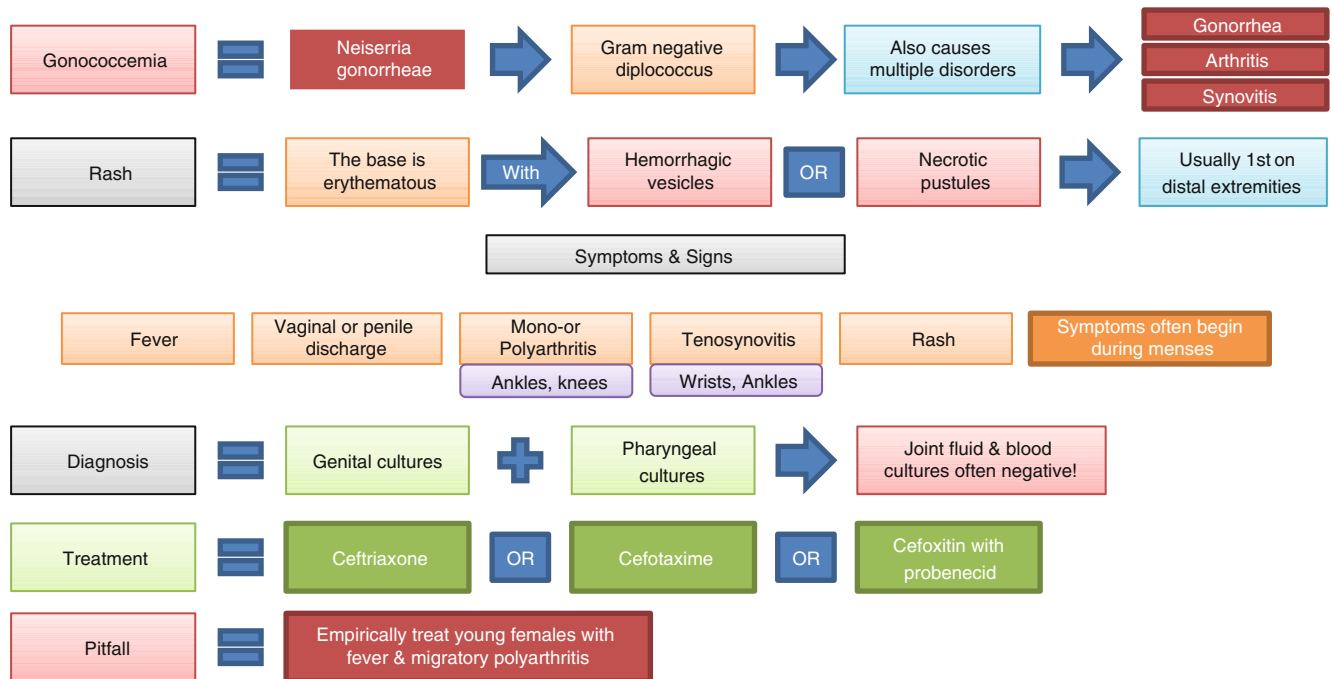 Gonococcemia
Neiserria
gonorrheae
Gram negative
diplococcus
Also causes
multiple disorders
Gonorrhea
Arthritis
Synovitis
Rash
The base is
erythematous
With
Hemorrhagic
vesicles
OR
Necrotic
pustules
Usually 1st on
distal extremities
Symptoms & Signs
Fever
Vaginal or penile
discharge
Mono-or
Polyarthritis
Ankles, knees
Tenosynovitis
Wrists, Ankles
Rash
Symptoms often begin
during menses
Diagnosis
Genital cultures
Pharyngeal
cultures
Joint fluid & blood
cultures often negative!
Treatment
Ceftriaxone
OR
Cefotaxime
OR
Cefoxitin with
probenecid
Pitfall
Empirically treat young females with
fever & migratory polyarthritis